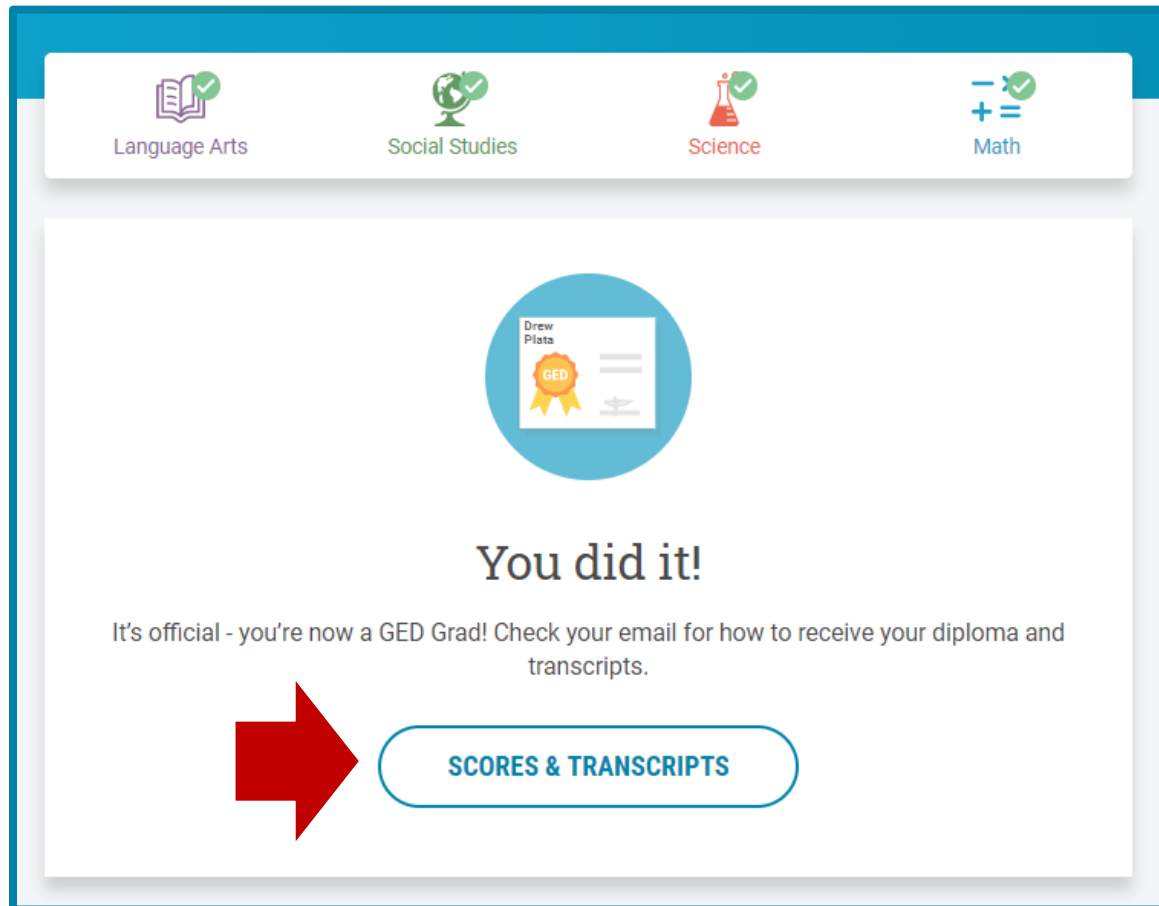 Language Arts
Social Studies
Science
Math
Drew
Plata
GED
You did it!
It's official - you're now a GED Grad! Check your email for how to receive your diploma and
transcripts.
SCORES & TRANSCRIPTS